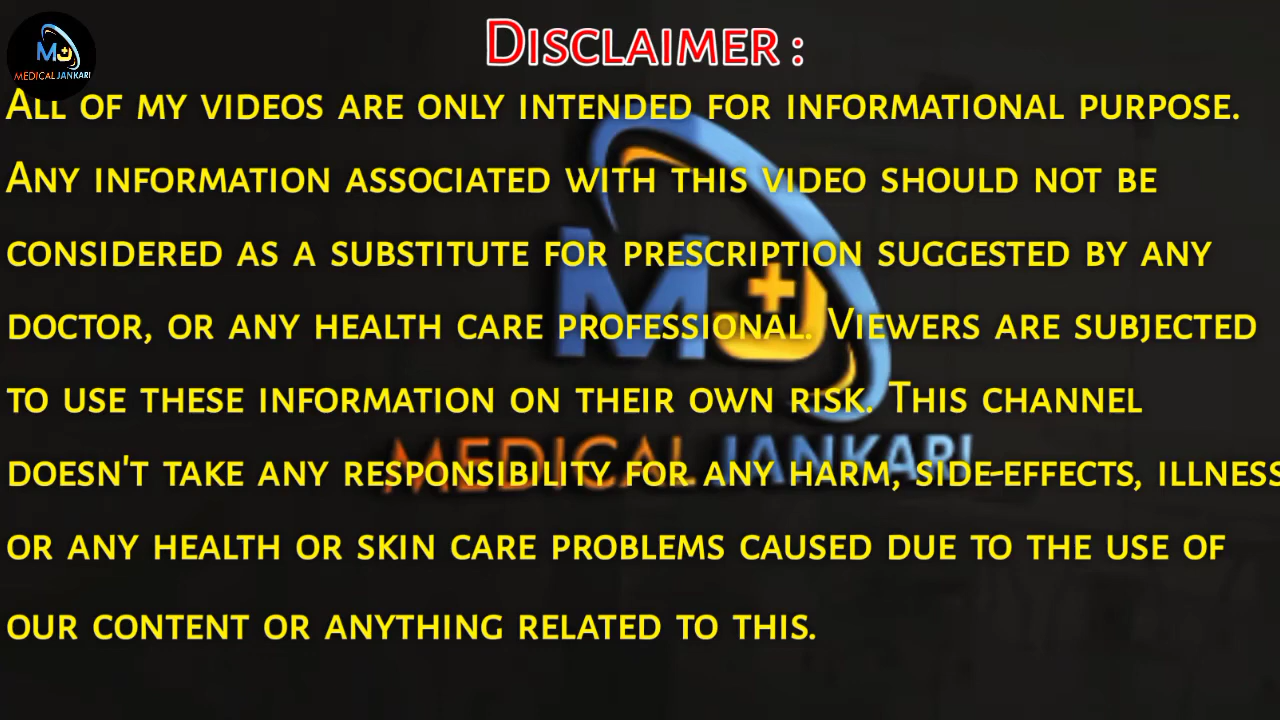 Disclaimer :
MJ
MEDICAL JANKARI
All of my videos are only intended for informational purpose.
Any information associated with this video should not be
considered as a substitute for prescription suggested by any
doctor, or any health care professional. Viewers are subjected
to use these information on their own risk. This channel
doesn't take any responsibility for any harm, side-effects, illness
or any health or skin care problems caused due to the use of
our content or anything related to this.
MJ
MEDICAL JANKARI